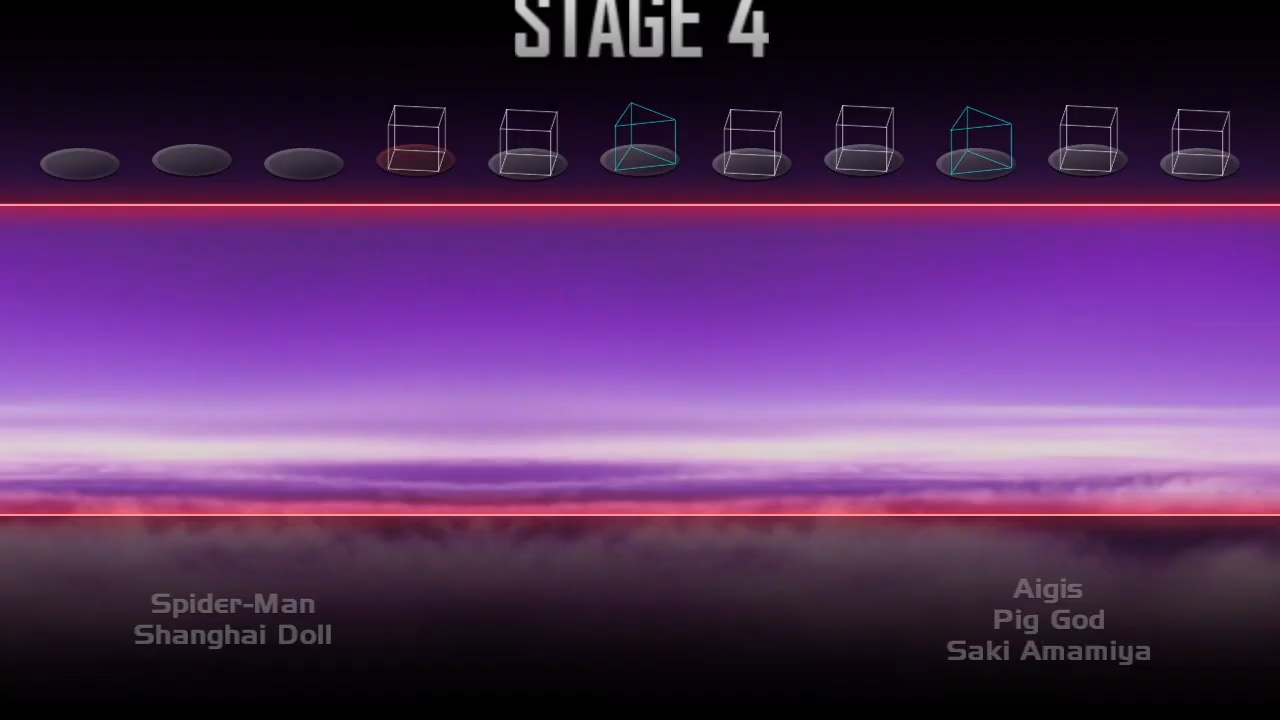 STAGE 4
Spider-Man
Shanghai Doll
Aigis
Pig God
Saki Amamiya